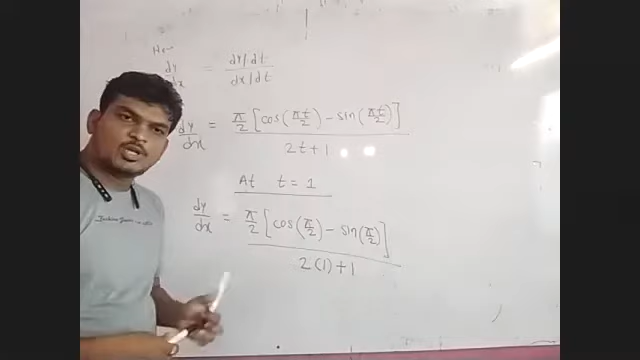 Now
dy/dx = dy/dt / dx/dt
dy/dx = π/2 [cos(πt/2) - sin(πt/2)] / 2t+1
At t = 1
dy/dx = π/2 [cos(π/2) - sin(π/2)] / 2(1)+1